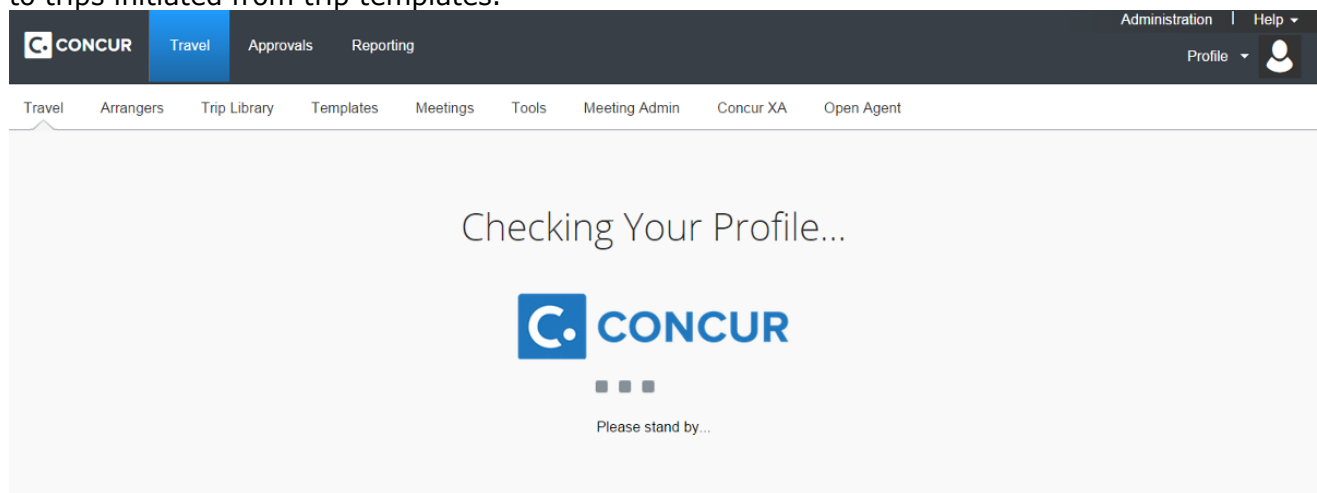 to trips initiated from trip templates.
Administration | Help
C. CONCUR Travel Approvals Reporting
Profile
Travel Arrangers Trip Library Templates Meetings Tools Meeting Admin Concur XA Open Agent
Checking Your Profile...
C. CONCUR
Please stand by...